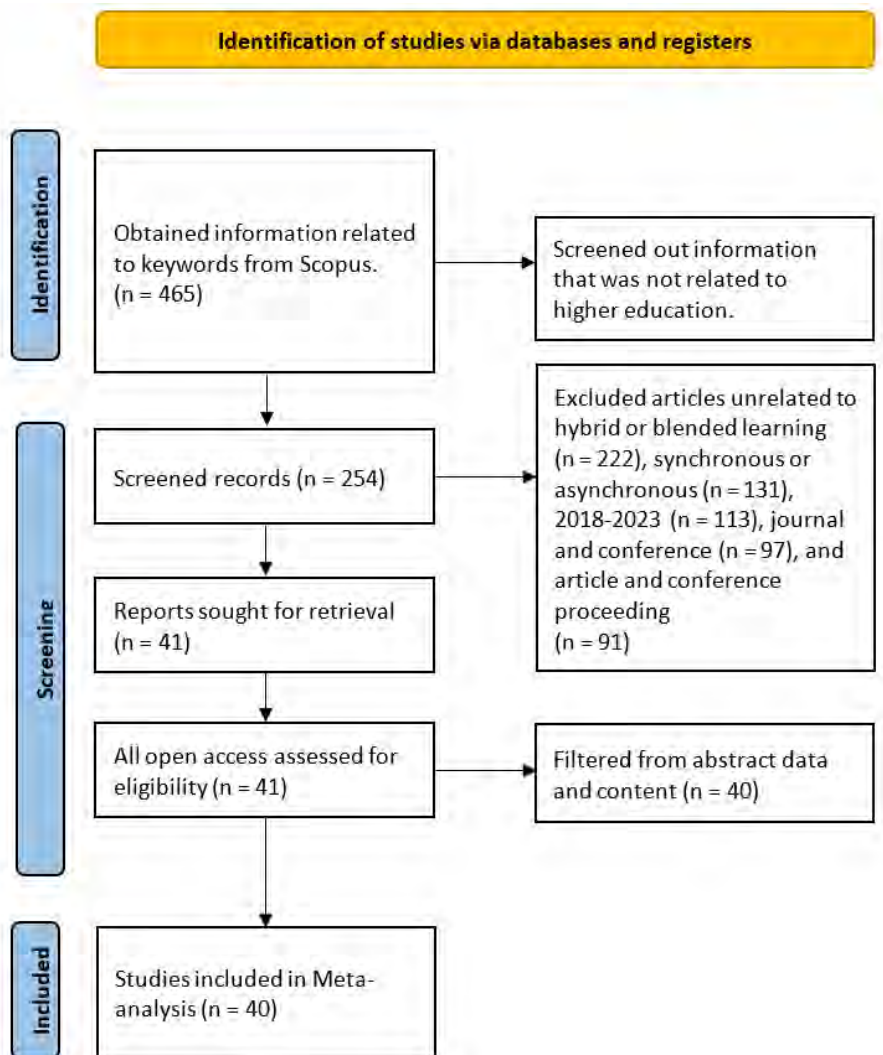 Identification of studies via databases and registers
Identification
Obtained information related
to keywords from Scopus.
(n = 465)
Screened out information
that was not related to
higher education.
Screening
Screened records (n = 254)
Excluded articles unrelated to
hybrid or blended learning
(n = 222), synchronous or
asynchronous (n = 131),
2018-2023 (n = 113), journal
and conference (n = 97), and
article and conference
proceeding
(n = 91)
Reports sought for retrieval
(n = 41)
All open access assessed for
eligibility (n = 41)
Filtered from abstract data
and content (n = 40)
Included
Studies included in Meta-
analysis (n = 40)